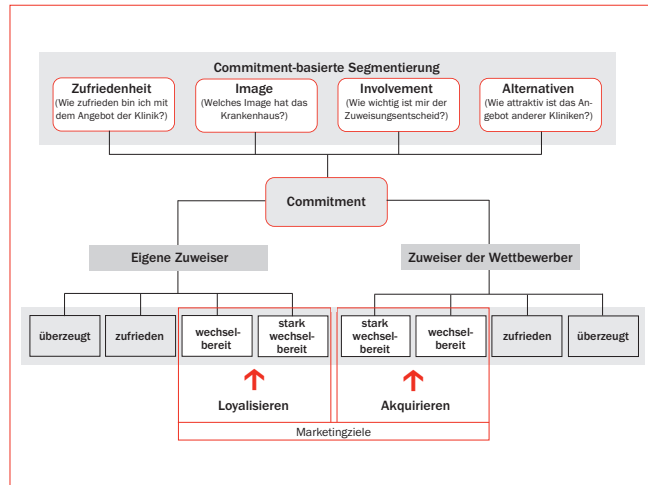 Commitment-basierte Segmentierung
Zufriedenheit
(Wie zufrieden bin ich mit
dem Angebot der Klinik?)
Image
(Welches Image hat das
Krankenhaus?)
Involvement
(Wie wichtig ist mir der
Zuweisungsentscheid?)
Alternativen
(Wie attraktiv ist das An-
gebot anderer Kliniken?)
Commitment
Eigene Zuweiser
Zuweiser der Wettbewerber
überzeugt
zufrieden
wechsel-
bereit
stark
wechsel-
bereit
stark
wechsel-
bereit
wechsel-
bereit
zufrieden
überzeugt
Loyalisieren
Akquirieren
Marketingziele